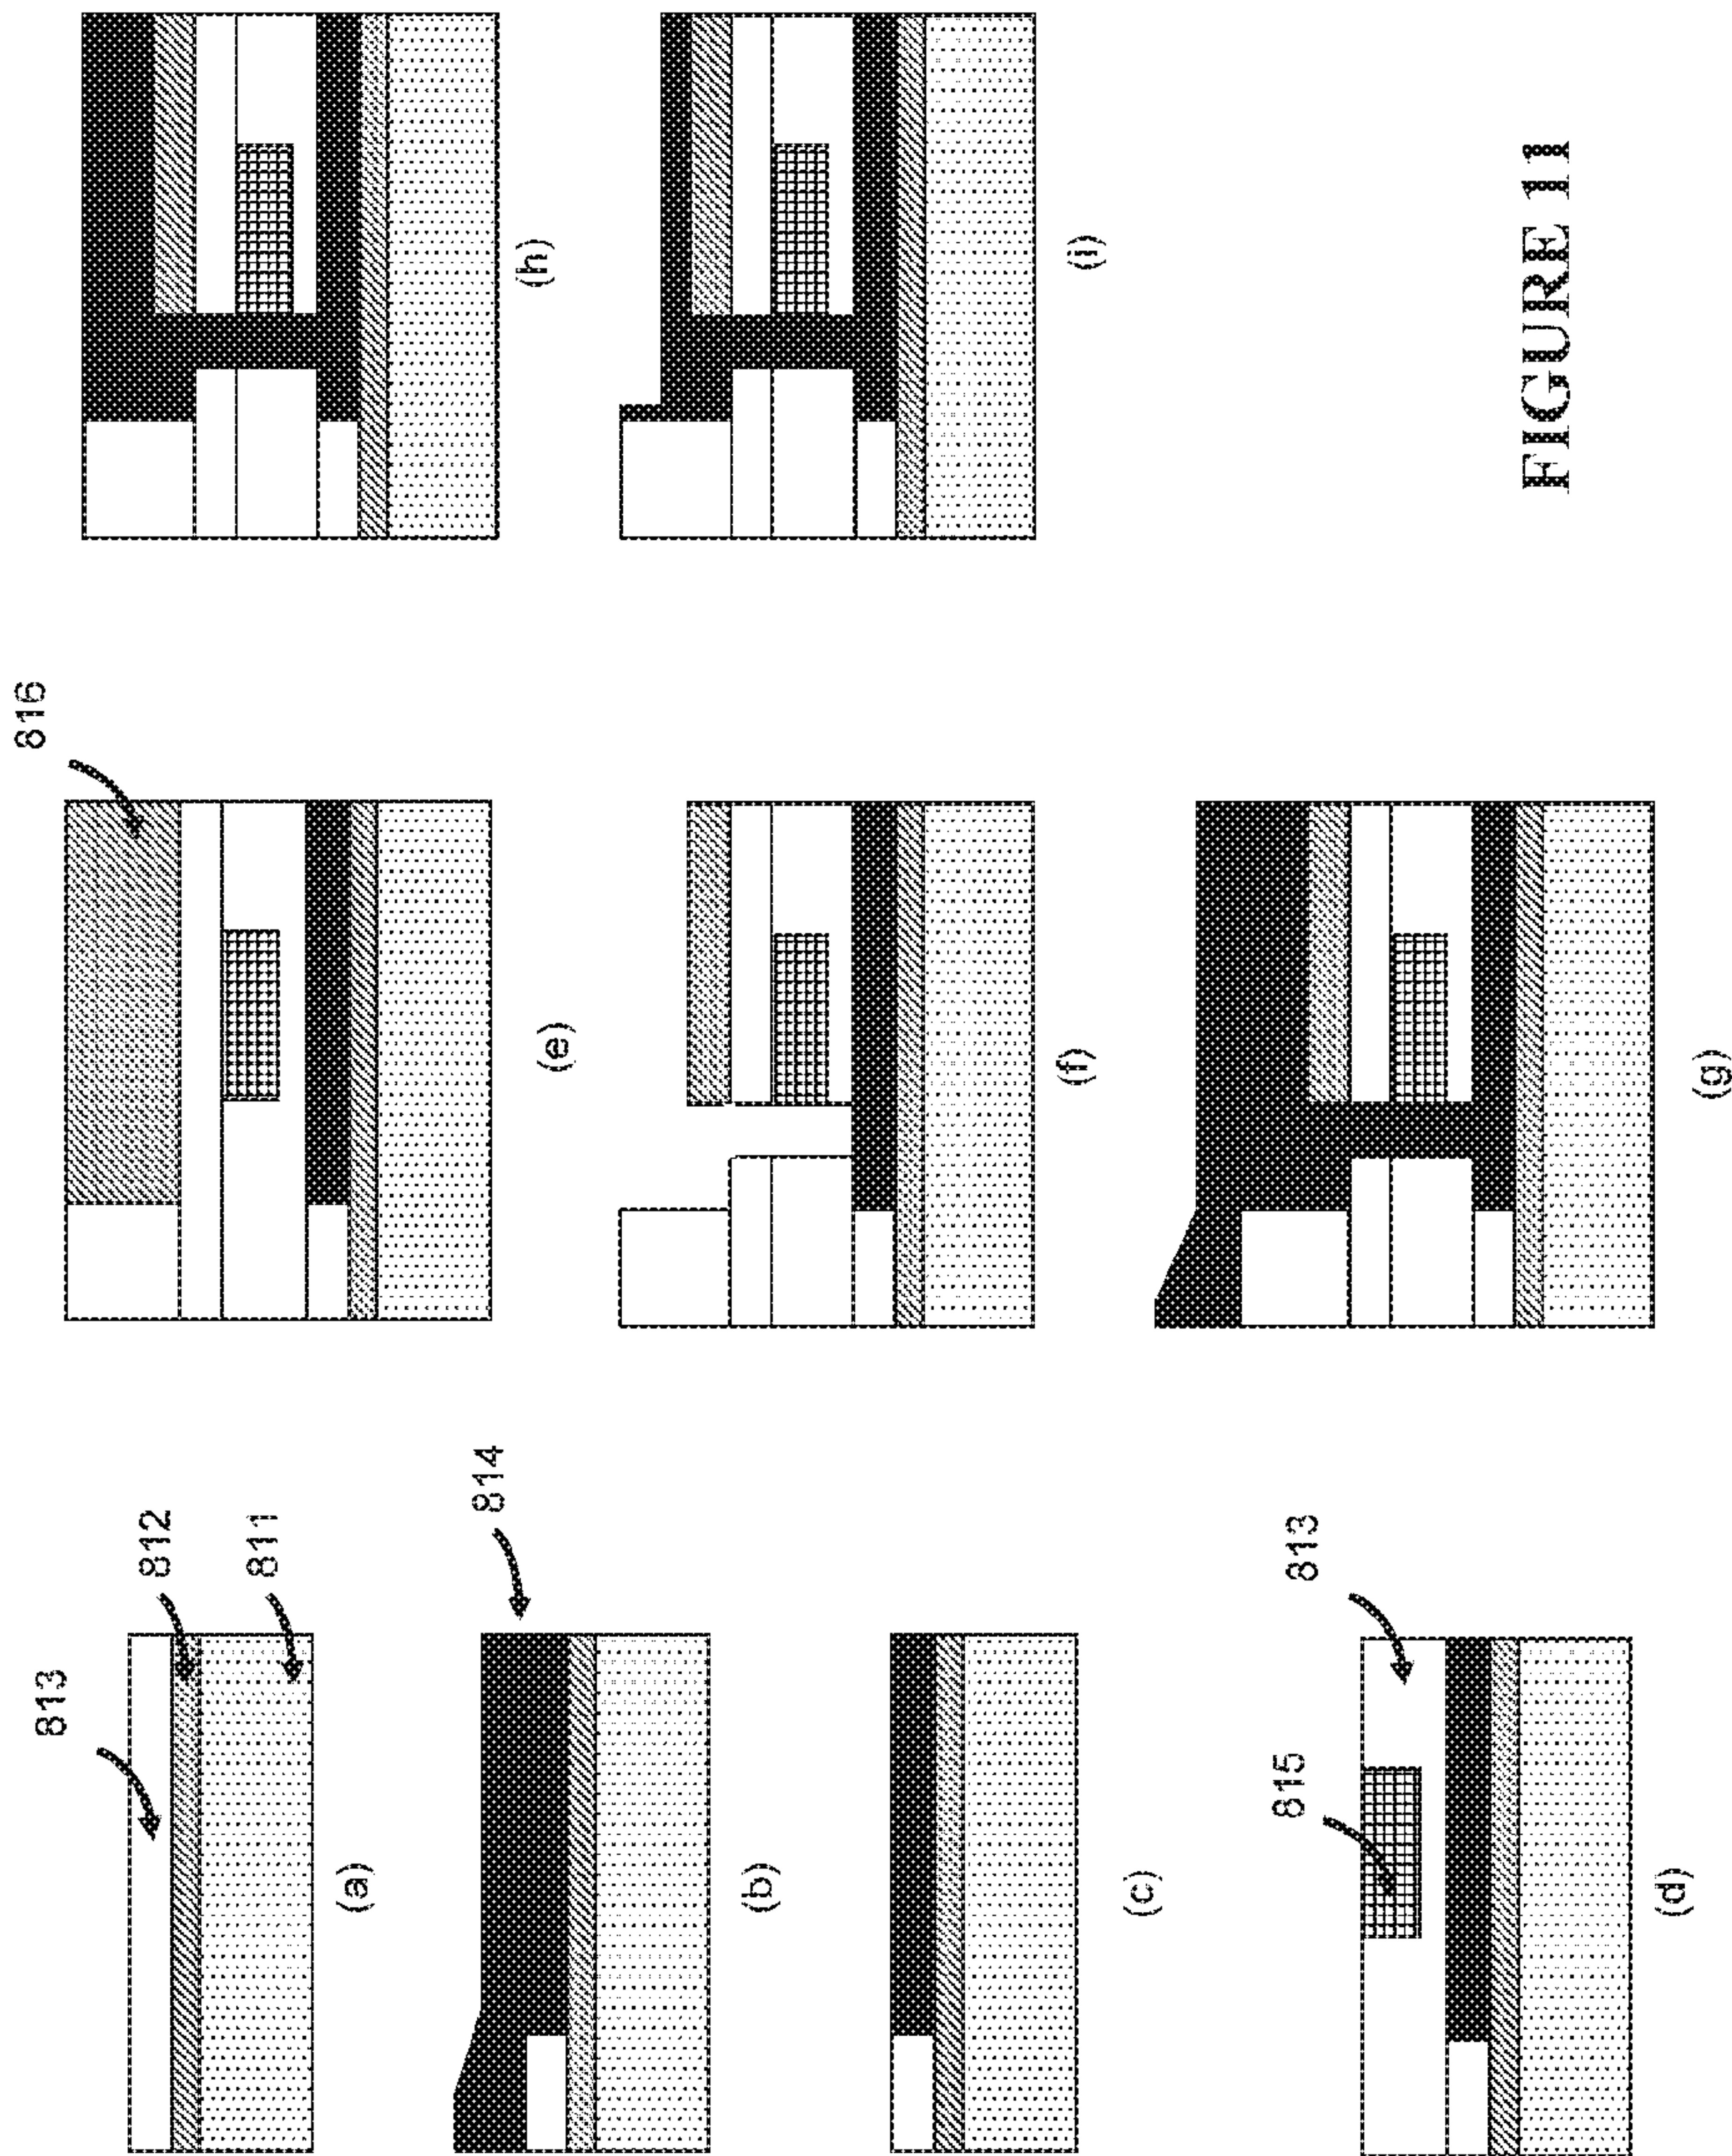 813
812
811
(a)
814
(b)
(c)
815
813
(d)
816
(e)
(f)
(g)
(h)
(i)
FIGURE 11